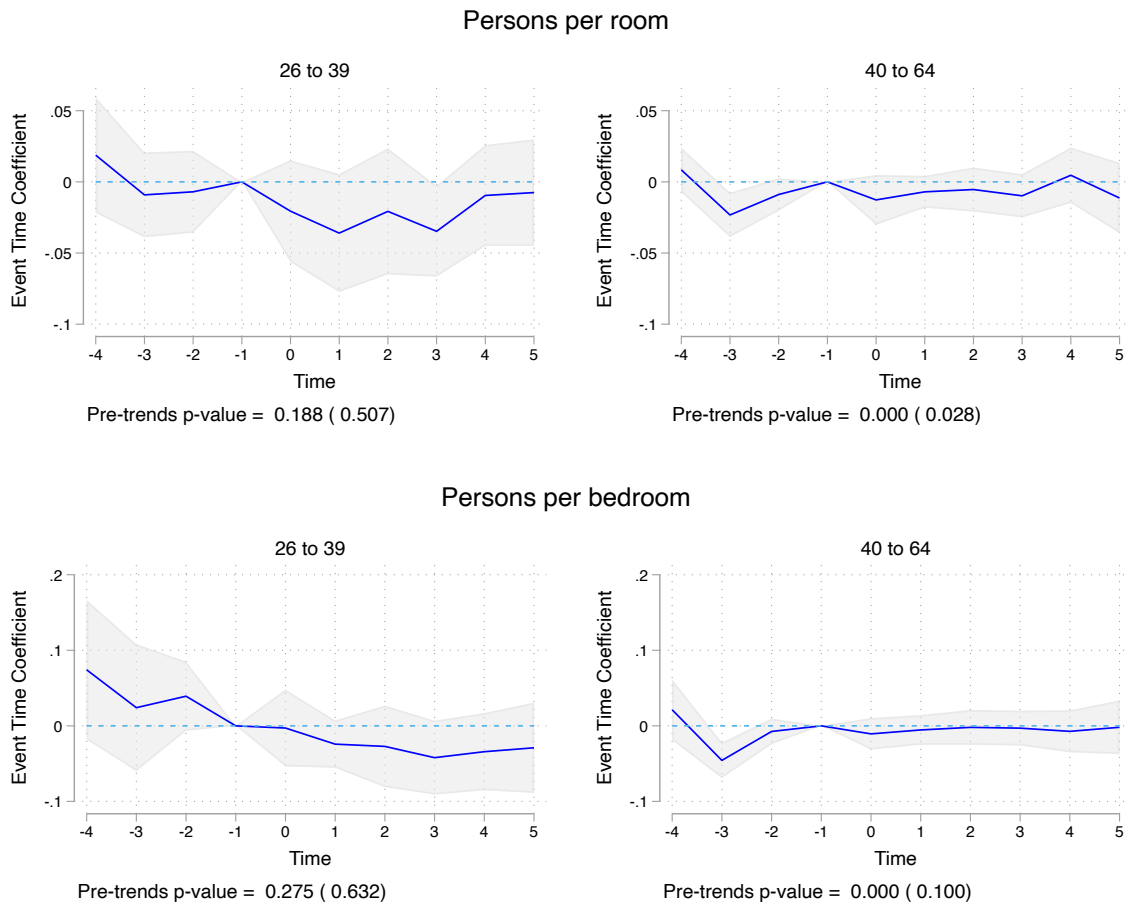 Persons per room
26 to 39
40 to 64
Event Time Coefficient
.05
0
-.05
-.1
-4 -3 -2 -1 0 1 2 3 4 5
Time
Pre-trends p-value = 0.188 ( 0.507)
Event Time Coefficient
.05
0
-.05
-.1
-4 -3 -2 -1 0 1 2 3 4 5
Time
Pre-trends p-value = 0.000 ( 0.028)
Persons per bedroom
26 to 39
40 to 64
Event Time Coefficient
.2
.1
0
-.1
-4 -3 -2 -1 0 1 2 3 4 5
Time
Pre-trends p-value = 0.275 ( 0.632)
Event Time Coefficient
.2
.1
0
-.1
-4 -3 -2 -1 0 1 2 3 4 5
Time
Pre-trends p-value = 0.000 ( 0.100)